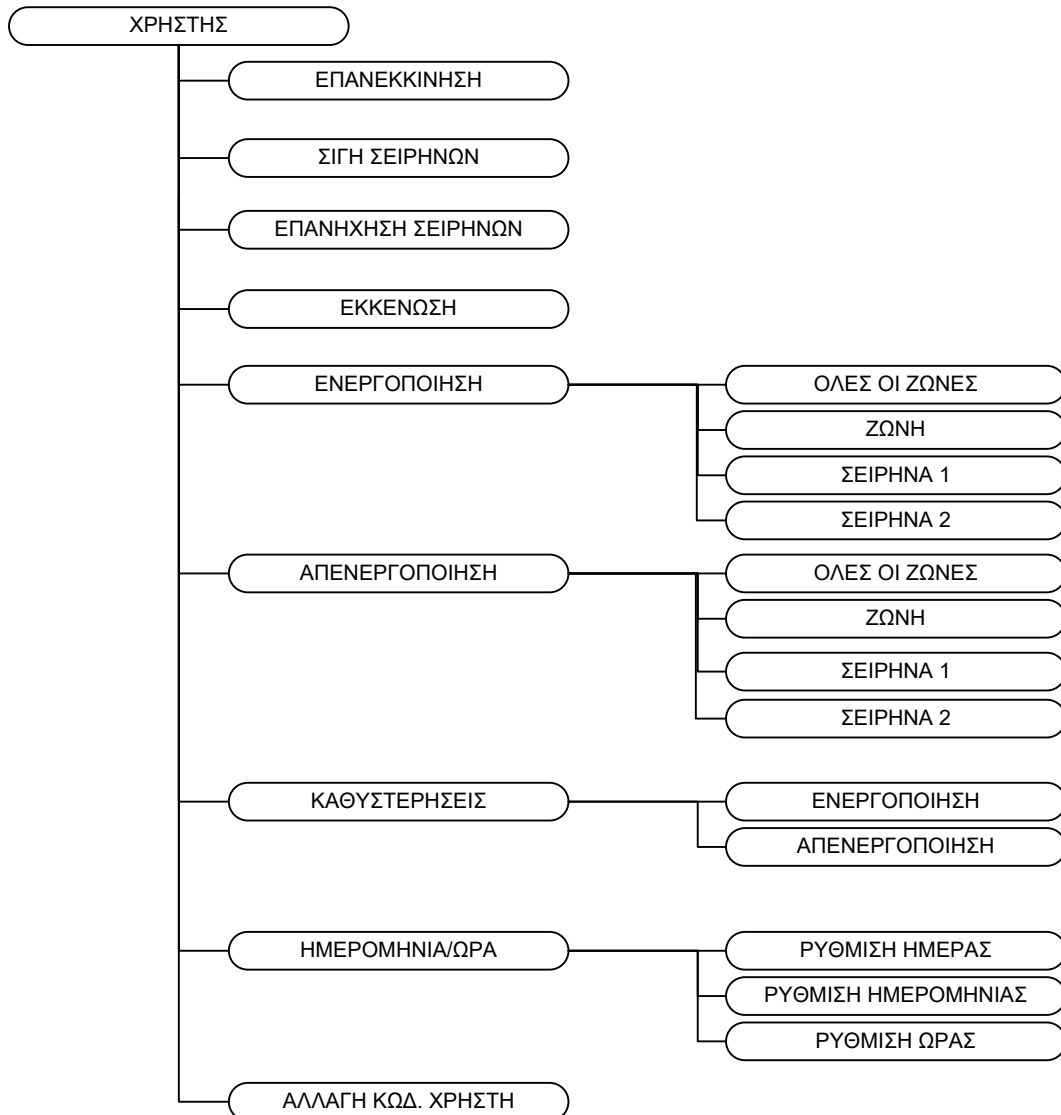 ΧΡΗΣΤΗΣ
ΕΠΑΝΕΚΚΙΝΗΣΗ
ΣΙΓΗ ΣΕΙΡΗΝΩΝ
ΕΠΑΝΗΧΗΣΗ ΣΕΙΡΗΝΩΝ
ΕΚΚΕΝΩΣΗ
ΕΝΕΡΓΟΠΟΙΗΣΗ
ΟΛΕΣ ΟΙ ΖΩΝΕΣ
ΖΩΝΗ
ΣΕΙΡΗΝΑ 1
ΣΕΙΡΗΝΑ 2
ΑΠΕΝΕΡΓΟΠΟΙΗΣΗ
ΟΛΕΣ ΟΙ ΖΩΝΕΣ
ΖΩΝΗ
ΣΕΙΡΗΝΑ 1
ΣΕΙΡΗΝΑ 2
ΚΑΘΥΣΤΕΡΗΣΕΙΣ
ΕΝΕΡΓΟΠΟΙΗΣΗ
ΑΠΕΝΕΡΓΟΠΟΙΗΣΗ
ΗΜΕΡΟΜΗΝΙΑ/ΩΡΑ
ΡΥΘΜΙΣΗ ΗΜΕΡΑΣ
ΡΥΘΜΙΣΗ ΗΜΕΡΟΜΗΝΙΑΣ
ΡΥΘΜΙΣΗ ΩΡΑΣ
ΑΛΛΑΓΗ ΚΩΔ. ΧΡΗΣΤΗ